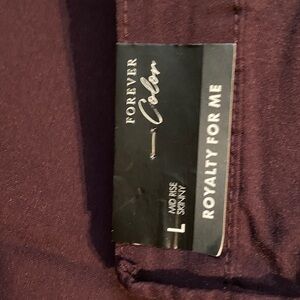 FOREVER
Color
L
MID RISE
SKINNY
ROYALTY FOR ME